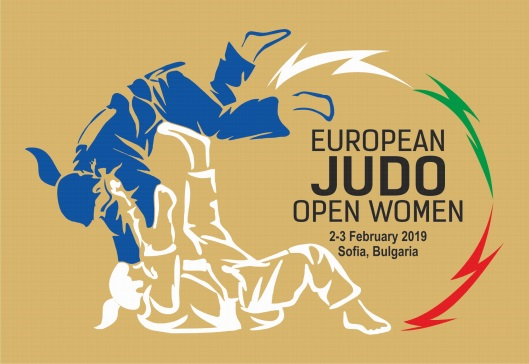 EUROPEAN
JUDO
OPEN WOMEN
2-3 February 2019
Sofia, Bulgaria